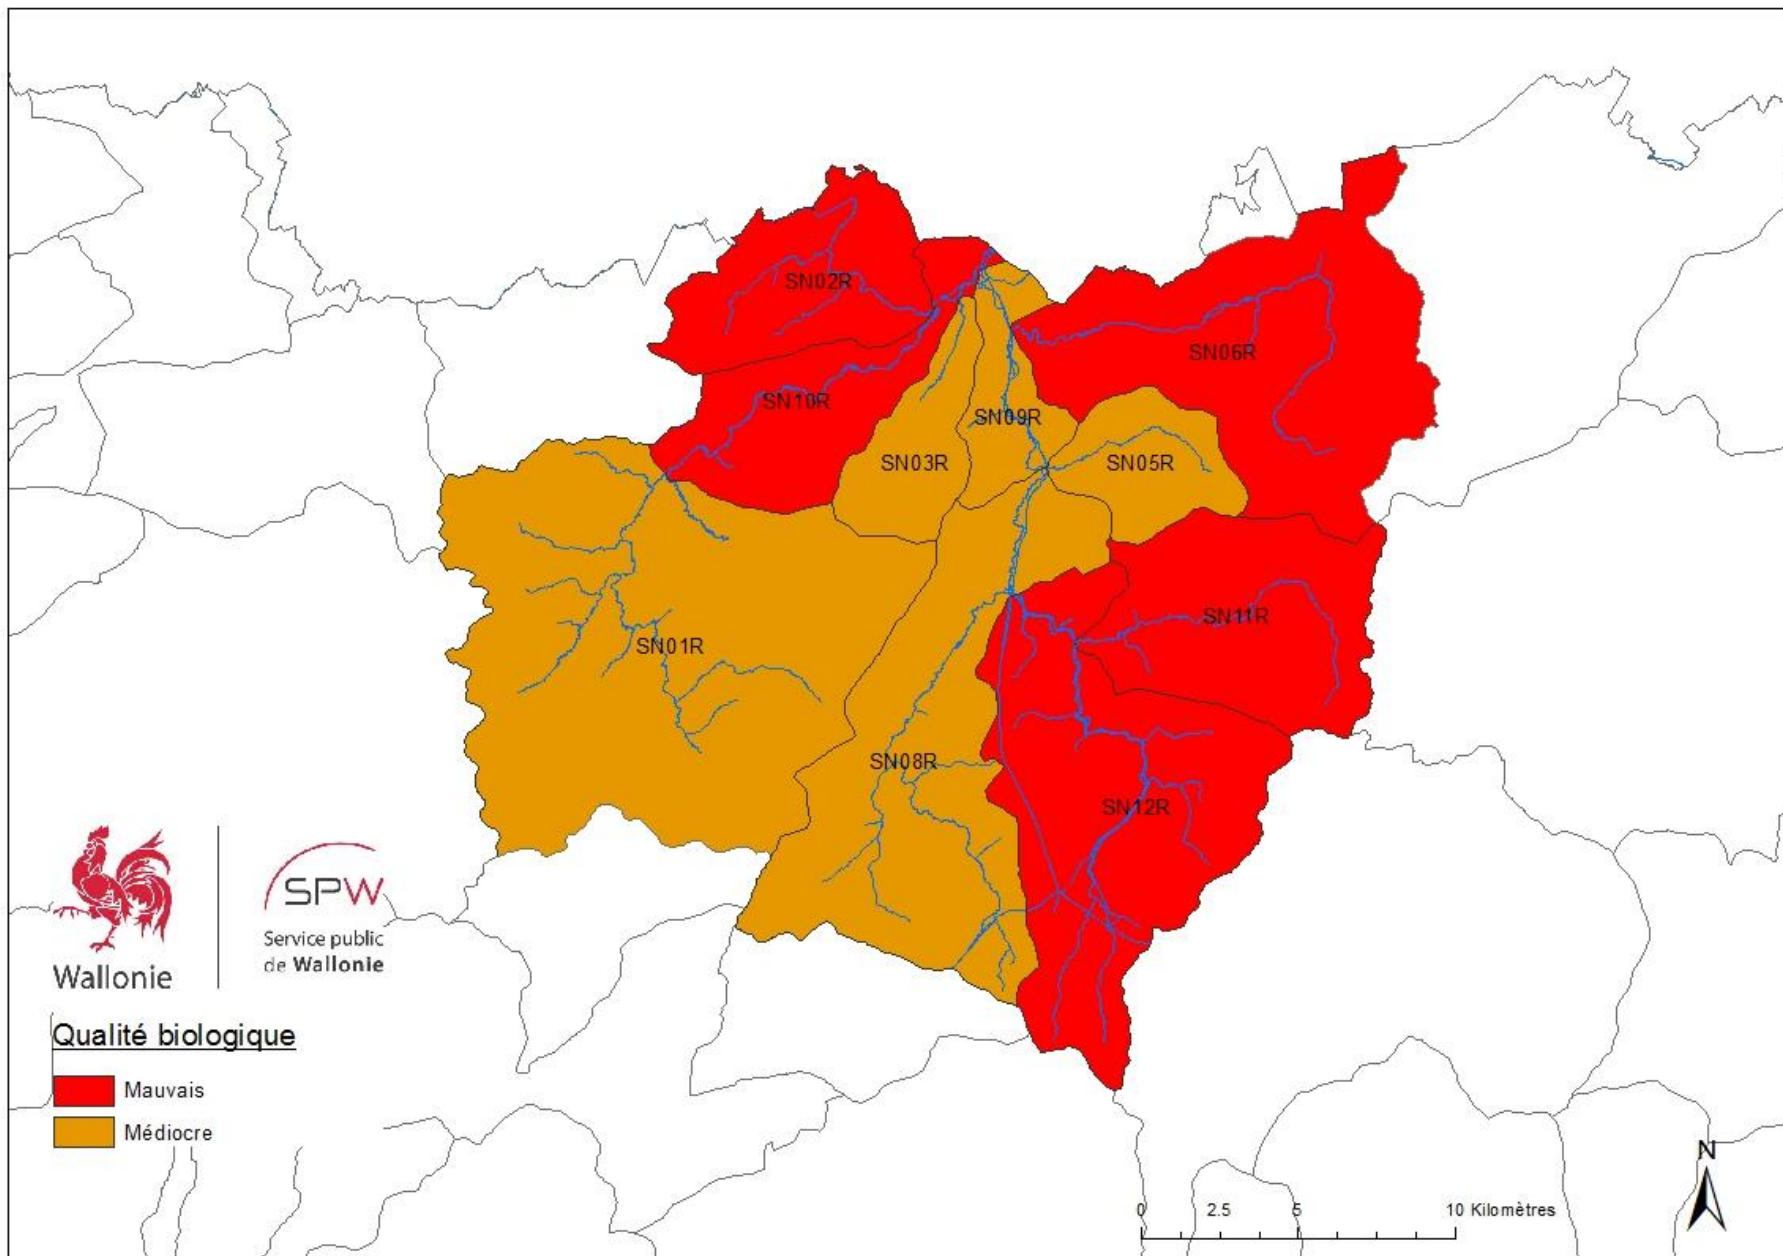 SN02R
SN06R
SN10R
SN09R
SN03R
SN05R
SN11R
SN01R
SN08R
SN12R
SPW
Service public
de Wallonie
Wallonie
Qualité biologique
Mauvais
Médiocre
N
0 2.5 5 10 Kilomètres